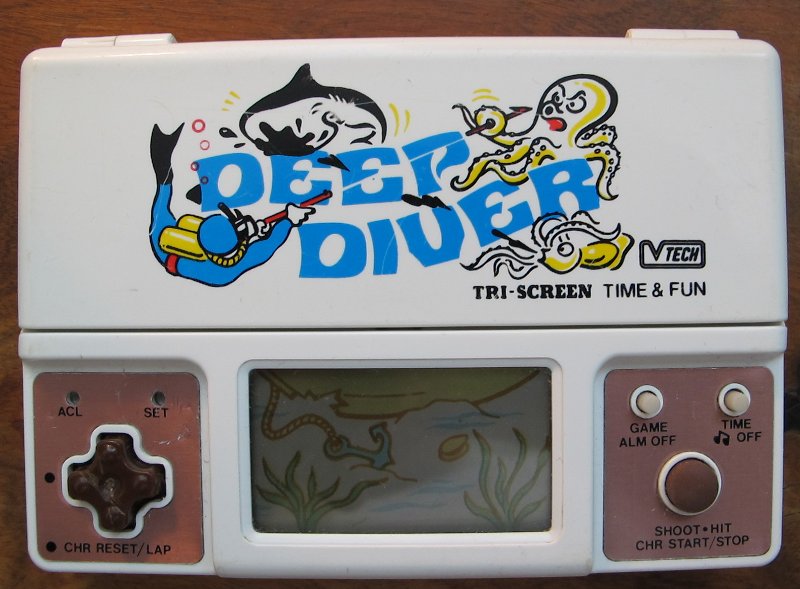 DEEP
DIVER
VTECH
TRI-SCREEN TIME & FUN
ACL SET
CHR RESET/LAP
GAME TIME
ALM OFF ♫ OFF
SHOOT•HIT
CHR START/STOP